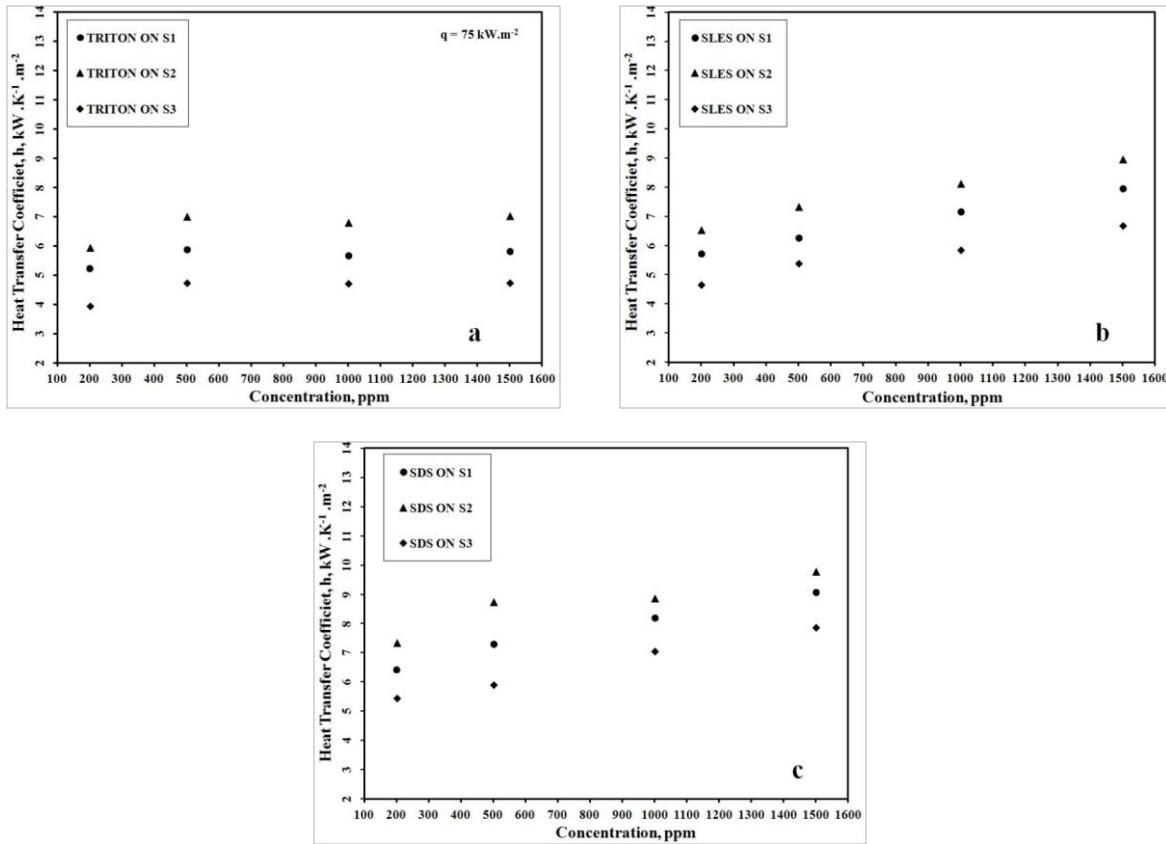 14
13
12
11
10
9
8
7
6
5
4
3
2
Heat Transfer Coefficiet, h, kW .K-1 .m-2
TRITON ON S1
TRITON ON S2
TRITON ON S3
q = 75 kW.m-2
a
100 200 300 400 500 600 700 800 900 1000 1100 1200 1300 1400 1500 1600
Concentration, ppm
14
13
12
11
10
9
8
7
6
5
4
3
2
Heat Transfer Coefficiet, h, kW .K-1 .m-2
SLES ON S1
SLES ON S2
SLES ON S3
b
100 200 300 400 500 600 700 800 900 1000 1100 1200 1300 1400 1500 1600
Concentration, ppm
14
13
12
11
10
9
8
7
6
5
4
3
2
Heat Transfer Coefficiet, h, kW .K-1 .m-2
SDS ON S1
SDS ON S2
SDS ON S3
c
100 200 300 400 500 600 700 800 900 1000 1100 1200 1300 1400 1500 1600
Concentration, ppm